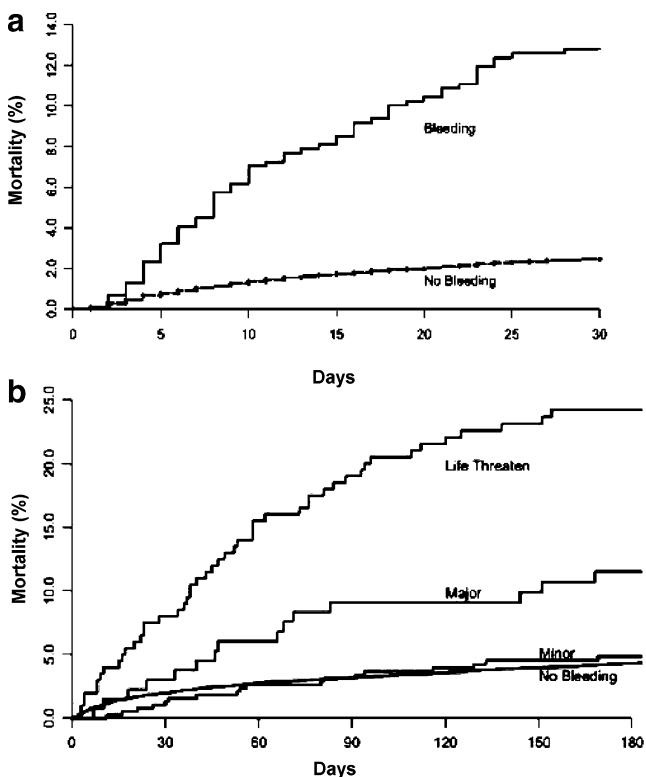 a
Mortality (%)
14.0
12.0
10.0
8.0
6.0
4.0
2.0
0.0
Bleeding
No Bleeding
0 5 10 15 20 25 30
Days
b
Mortality (%)
25.0
20.0
15.0
10.0
5.0
0.0
Life Threaten
Major
Minor
No Bleeding
0 30 60 90 120 150 180
Days